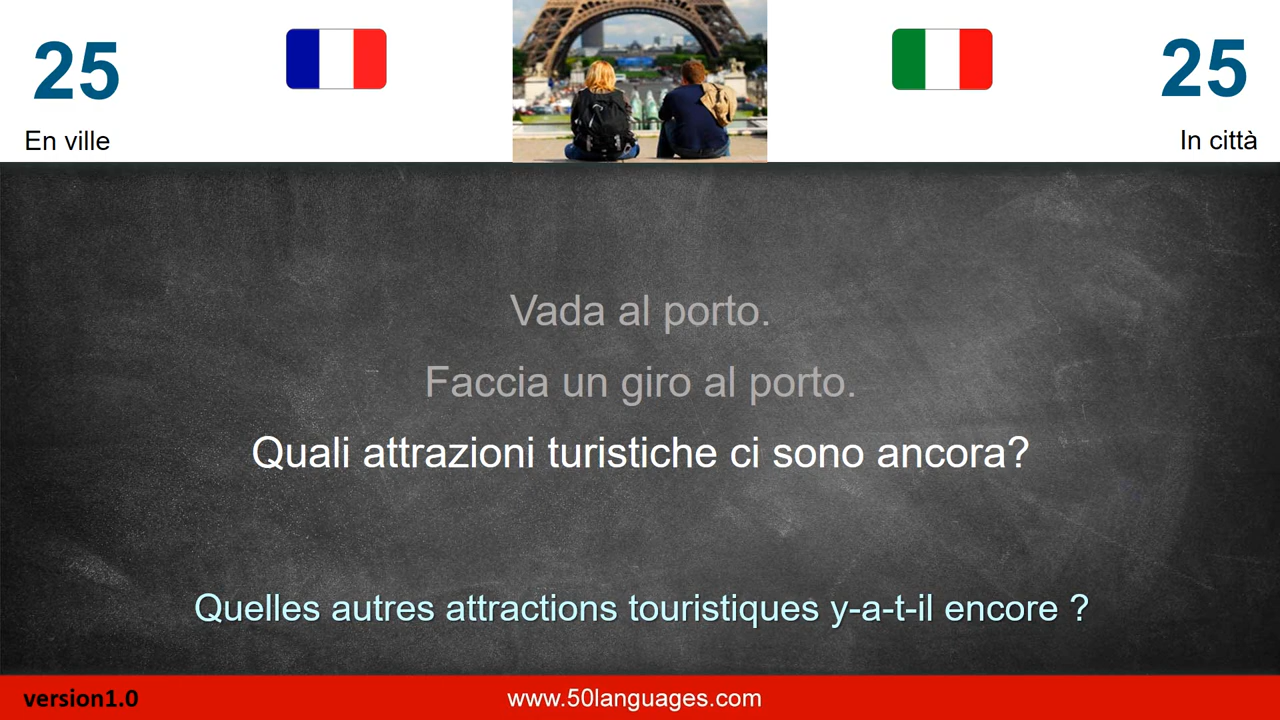 25
25
En ville
In città
Vada al porto.
Faccia un giro al porto.
Quali attrazioni turistiche ci sono ancora?
Quelles autres attractions touristiques y-a-t-il encore ?
version1.0
www.50languages.com